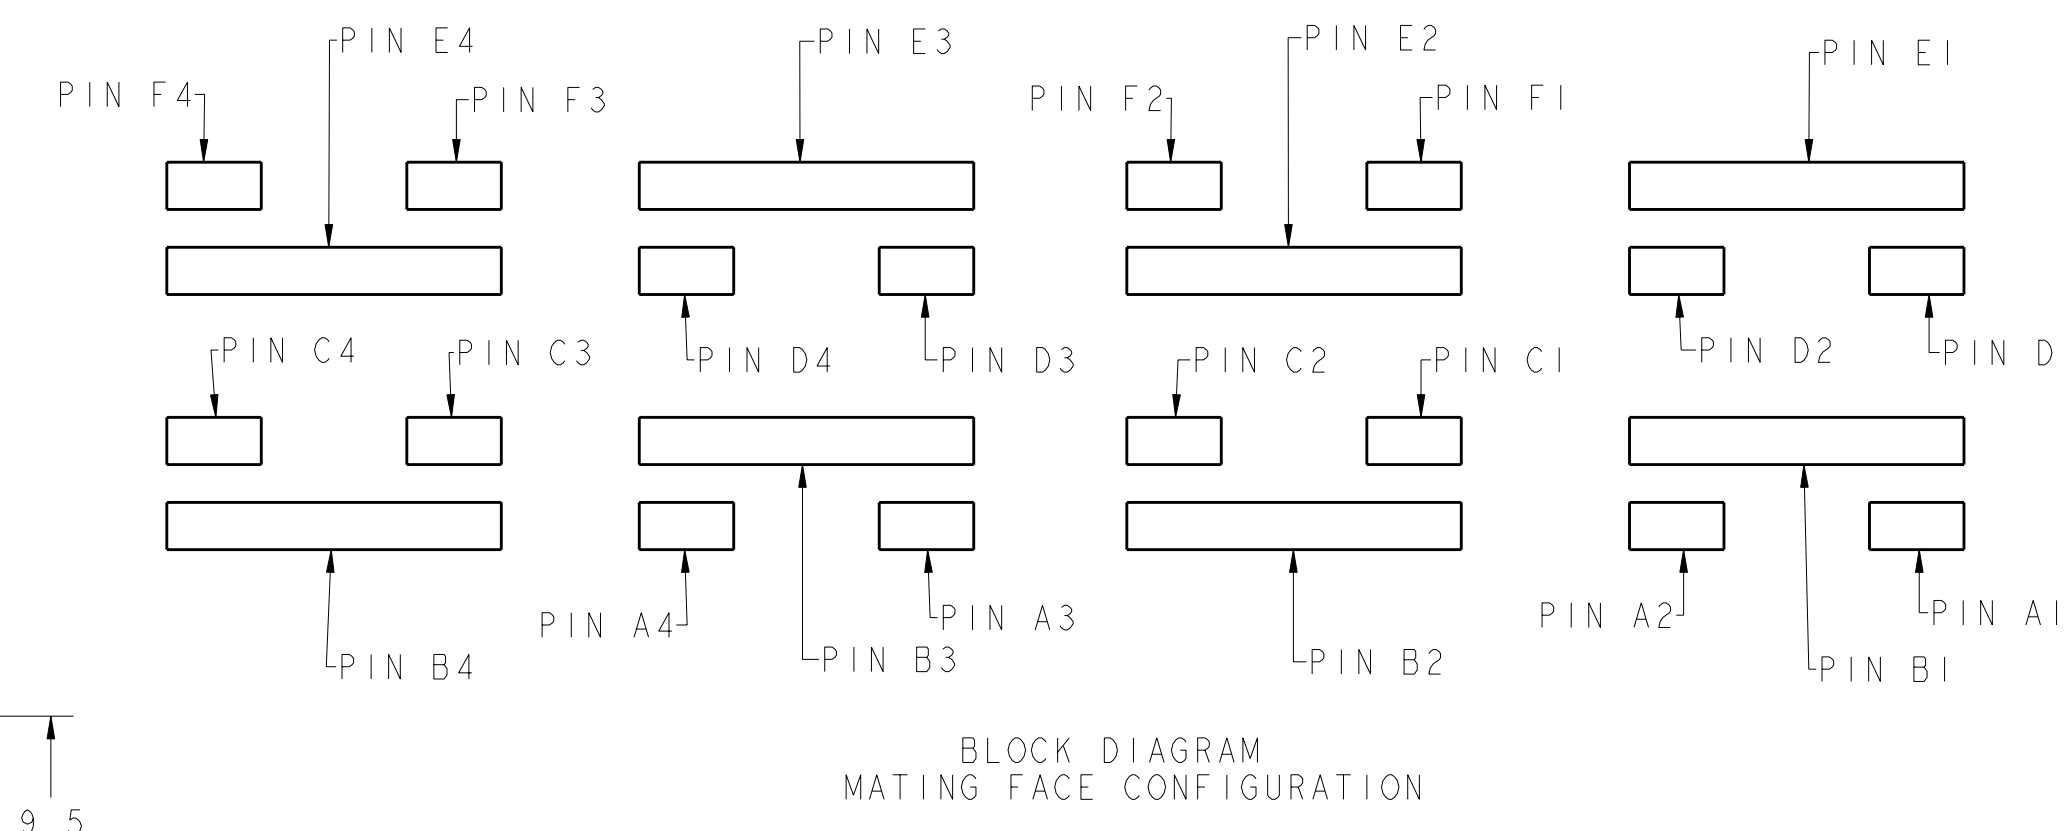 PIN E4
PIN E3
PIN E2
PIN E1
PIN F4
PIN F3
PIN F2
PIN F1
PIN C4
PIN C3
PIN D4
PIN D3
PIN C2
PIN C1
PIN D2
PIN D
PIN A4
PIN A3
PIN A2
PIN A1
PIN B4
PIN B3
PIN B2
PIN B1
BLOCK DIAGRAM
MATING FACE CONFIGURATION
9 5